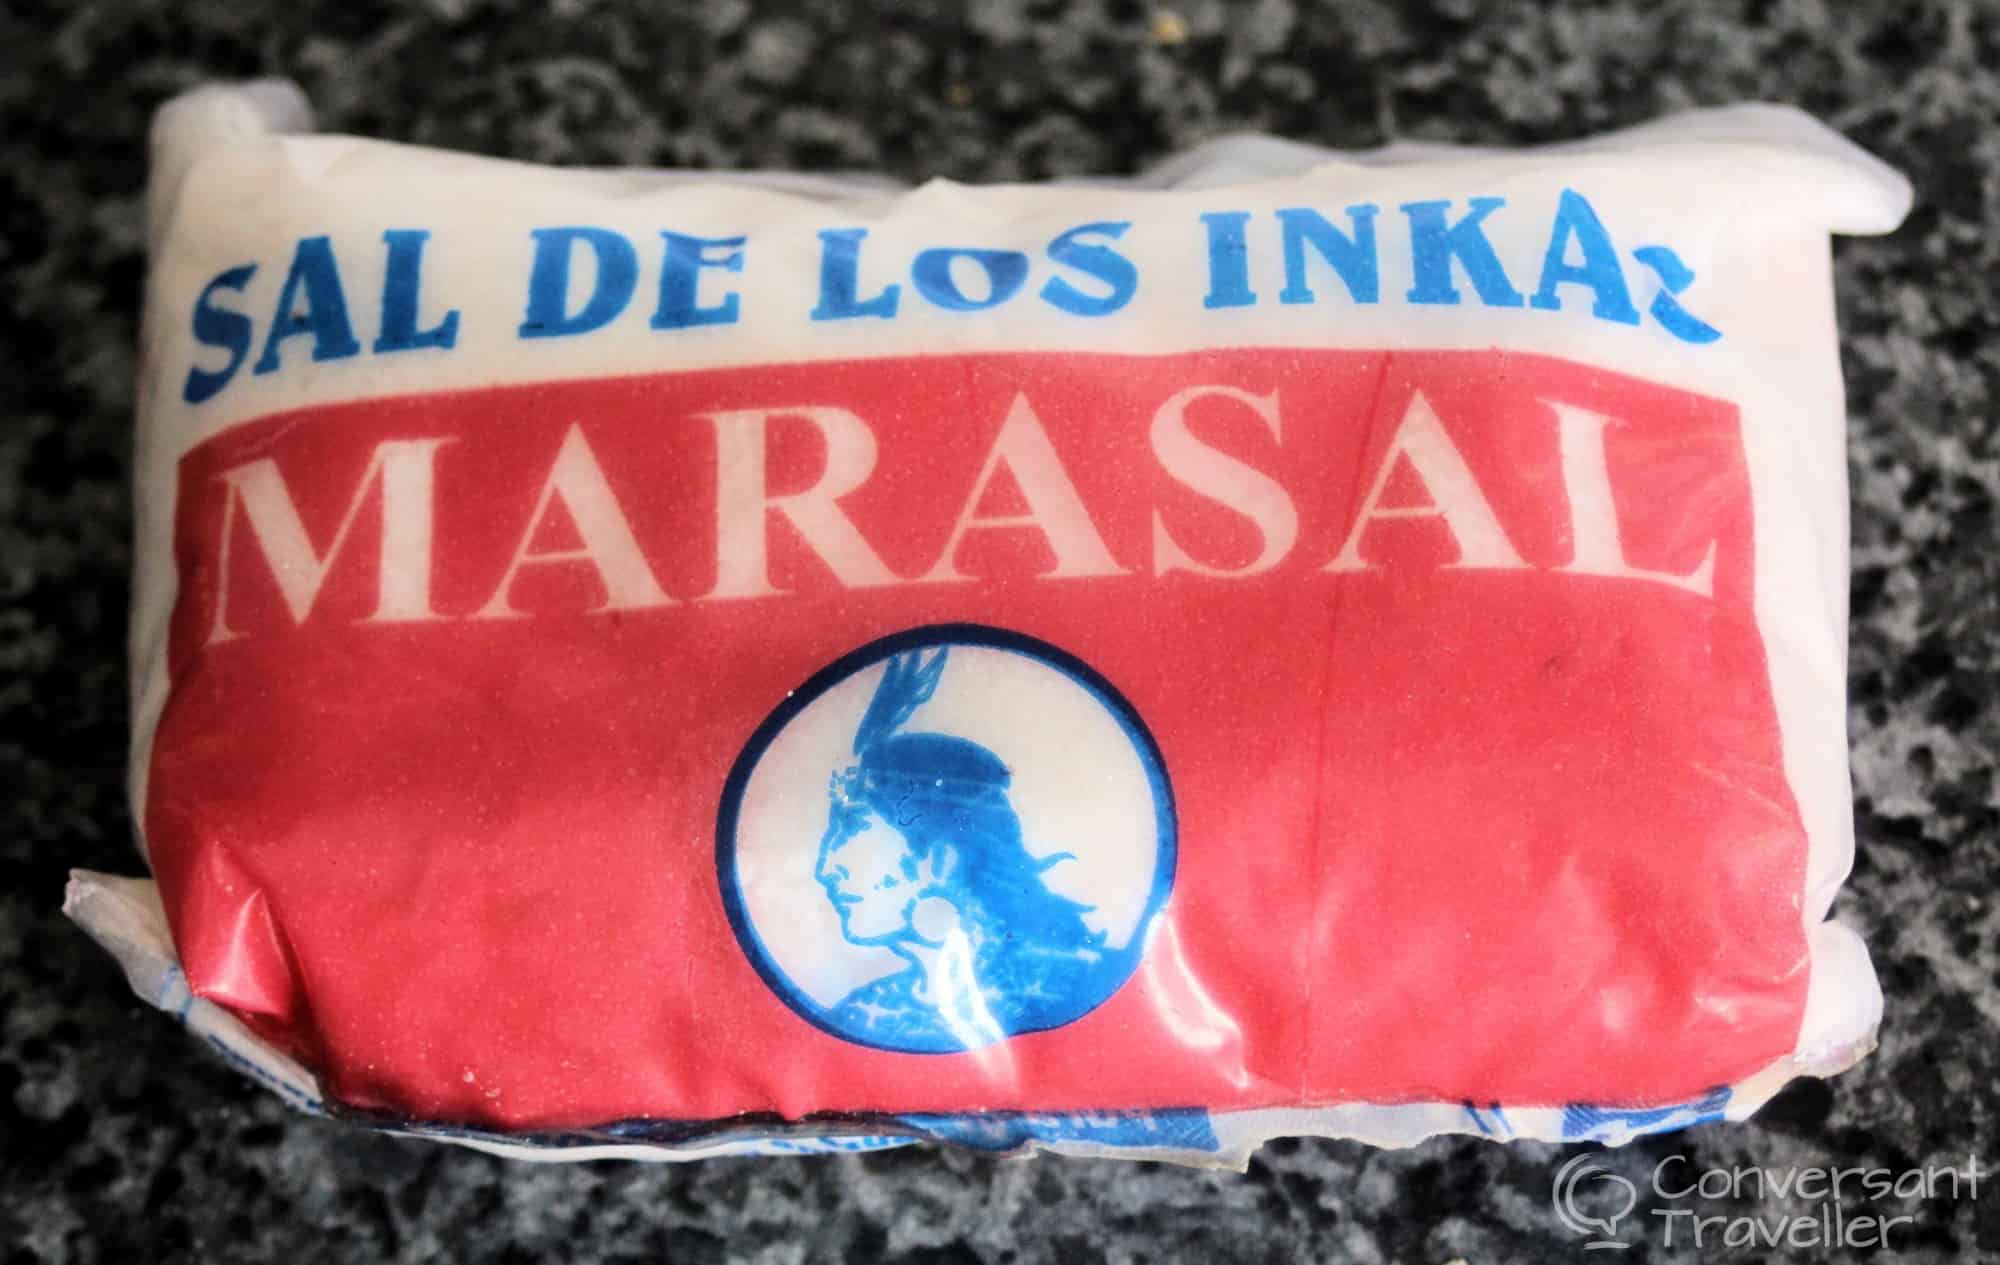 SAL DE LOS INKAS
MARASAL
Conversant
Traveller